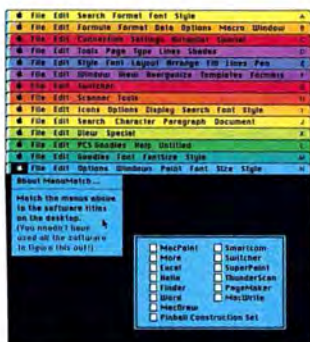 File Edit Search Format Font Style A
File Edit Formula Format Data Options Macro Window B
File Edit Settings
File Edit Tools Page Type Lines Shades
File Edit Style Font Layout Arrange Fill Lines Pen E
File Edit Window View Reorganize Templates Formats F
File Edit Switcher
File Edit Scanner Tools H
File Edit Icons Options Display Search Font Style
File Edit Search Character Paragraph Document J
File Edit View Special K
File Edit PCS Goodies Help Untitled L
File Edit Goodies Font FontSize Style M
File Edit Options Windows Paint Font Size Style N
About MenuMatch...
Match the menus above
to the software titles
on the desktop.
(You needn't have
used all the software
to figure this out!)
MacPaint Smartcom
More Switcher
Excel SuperPaint
Helix ThunderScan
Finder PageMaker
Word MacWrite
MacDraw
Pinball Construction Set